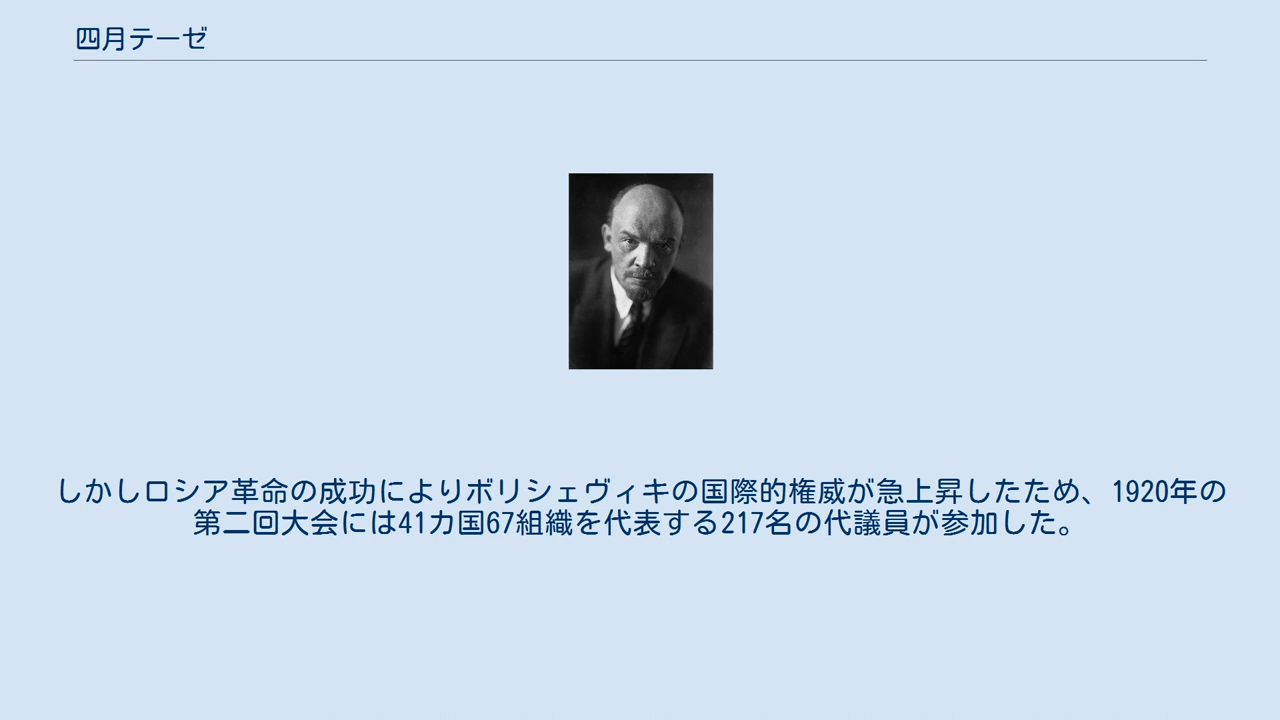 四月テーゼ
しかしロシア革命の成功によりボリシェヴィキの国際的権威が急上昇したため、1920年の
第二回大会には41カ国67組織を代表する217名の代議員が参加した。